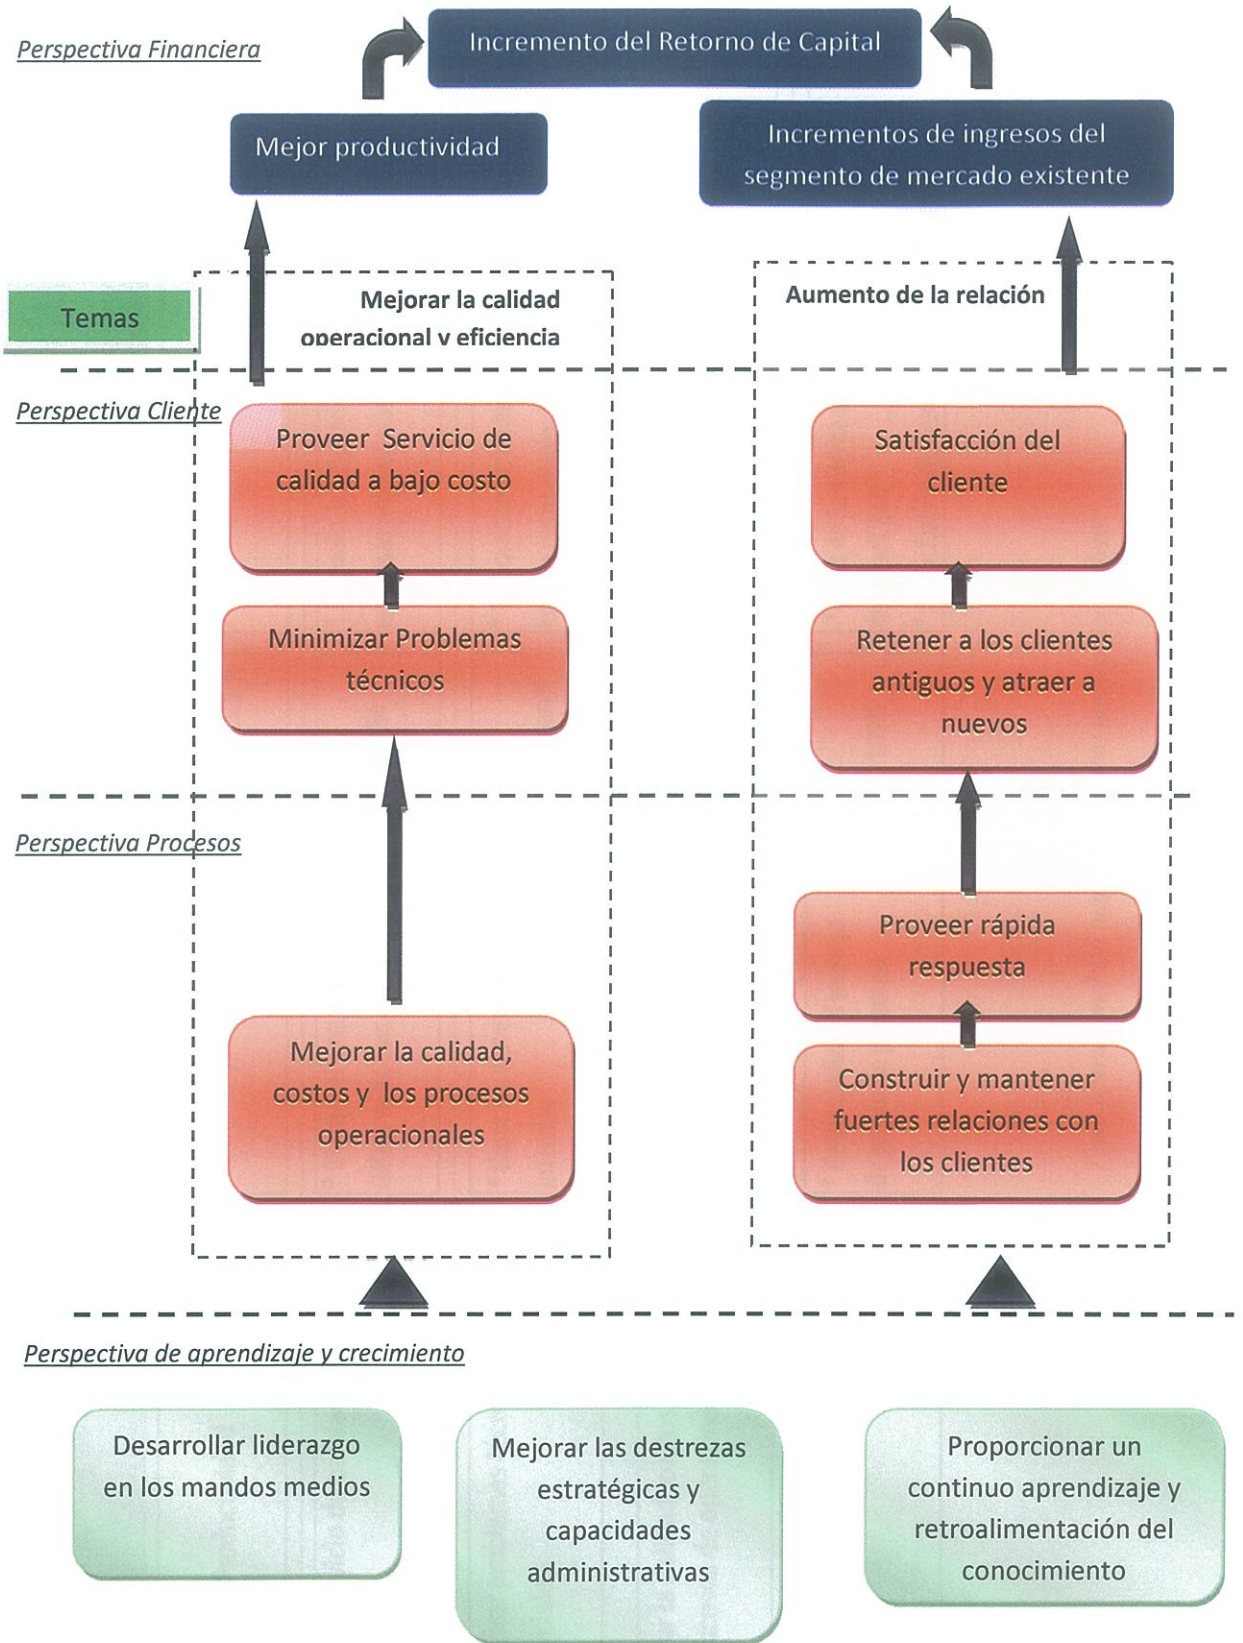 Perspectiva Financiera
Incremento del Retorno de Capital
Mejor productividad
Incrementos de ingresos del
segmento de mercado existente
Temas
Mejorar la calidad
operacional y eficiencia
Aumento de la relación
Perspectiva Cliente
Proveer Servicio de
calidad a bajo costo
Satisfacción del
cliente
Minimizar Problemas
técnicos
Retener a los clientes
antiguos y atraer a
nuevos
Perspectiva Procesos
Proveer rápida
respuesta
Mejorar la calidad,
costos y los procesos
operacionales
Construir y mantener
fuertes relaciones con
los clientes
Perspectiva de aprendizaje y crecimiento
Desarrollar liderazgo
en los mandos medios
Mejorar las destrezas
estratégicas y
capacidades
administrativas
Proporcionar un
continuo aprendizaje y
retroalimentación del
conocimiento